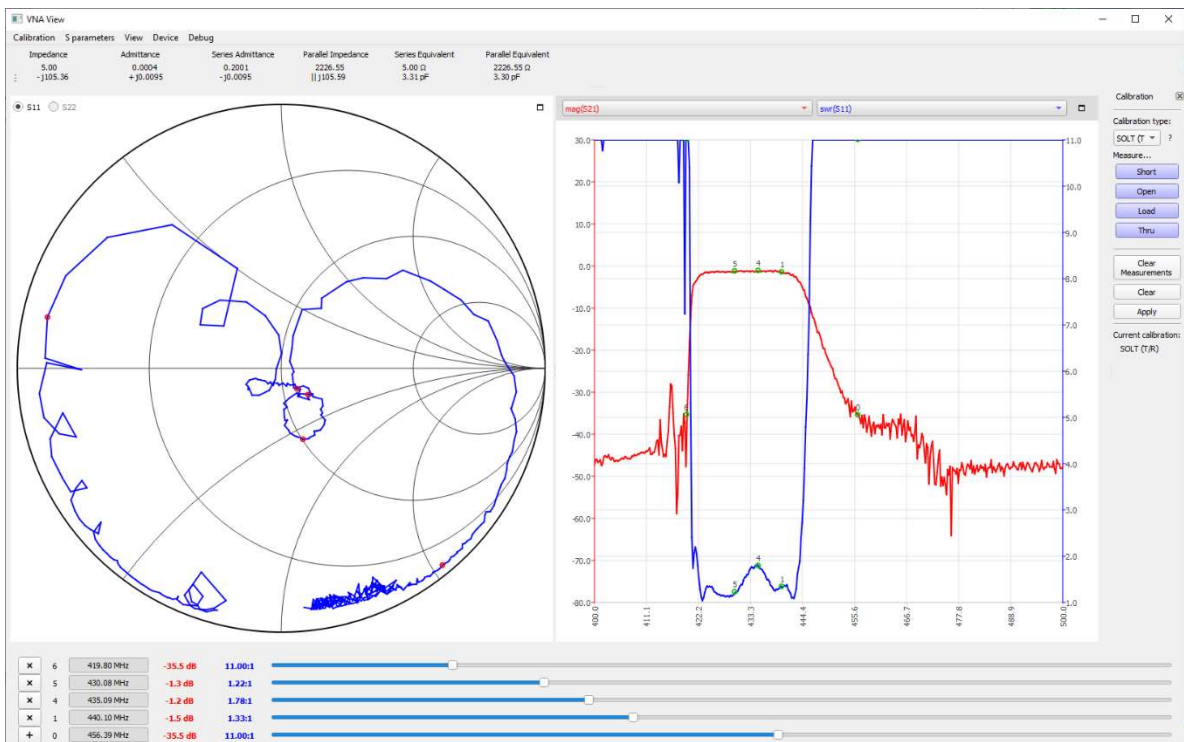 VNA View
Calibration S parameters View Device Debug
Impedance Admittance Series Admittance Parallel Impedance Series Equivalent Parallel Equivalent
5.00 0.0004 0.2001 2226.55 5.00 Ω 2226.55 Ω
-j105.36 +j0.0095 -j0.0095 ||j105.59 3.31 pF 3.30 pF
S11 S22
mag(S21) swr(S11)
30.0 11.0
20.0 10.0
10.0 9.0
0.0 8.0
-10.0 7.0
-20.0 6.0
-30.0 5.0
-40.0 4.0
-50.0 3.0
-60.0
-70.0 2.0
-80.0 1.0
5 4 1
6 0
4
5 1
400.0 411.1 422.2 433.3 444.4 455.6 466.7 477.8 488.9 500.0
Calibration
Calibration type:
SOLT (T ?
Measure...
Short
Open
Load
Thru
Clear
Measurements
Clear
Apply
Current calibration:
SOLT (T/R)
× 6 419.80 MHz -35.5 dB 11.00:1
× 5 430.08 MHz -1.3 dB 1.22:1
× 4 435.09 MHz -1.2 dB 1.78:1
× 1 440.10 MHz -1.5 dB 1.33:1
+ 0 456.39 MHz -35.5 dB 11.00:1